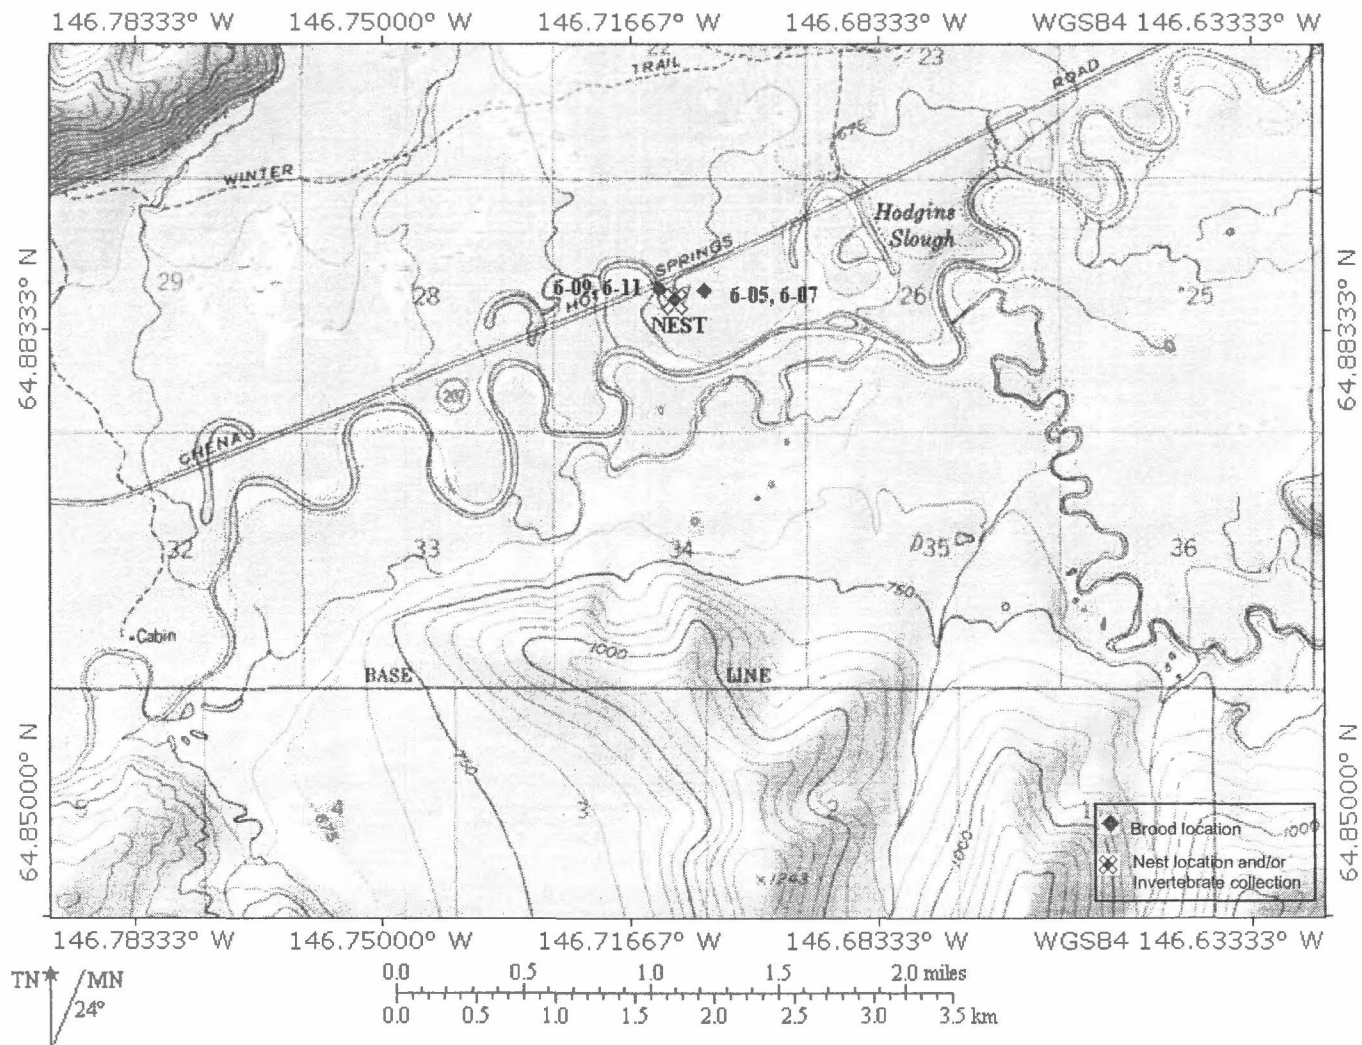 146.78333° W 146.75000° W 146.71667° W 146.68333° W WGS84 146.63333° W
22
23
TRAIL
ROAD
675
WINTER
Hodgins
Slough
SPRINGS
29
28
6-09, 6-11
HOT
6-05, 6-07
26
25
NEST
64.88333° N
64.88333° N
207
CHENA
32
33
34
35
36
750
Cabin
1000
BASE LINE
750
64.85000° N
64.85000° N
4
3
675
1000
1000
×1243
Brood location
Nest location and/or
Invertebrate collection
146.78333° W 146.75000° W 146.71667° W 146.68333° W WGS84 146.63333° W
TN MN
24°
0.0 0.5 1.0 1.5 2.0 miles
0.0 0.5 1.0 1.5 2.0 2.5 3.0 3.5 km